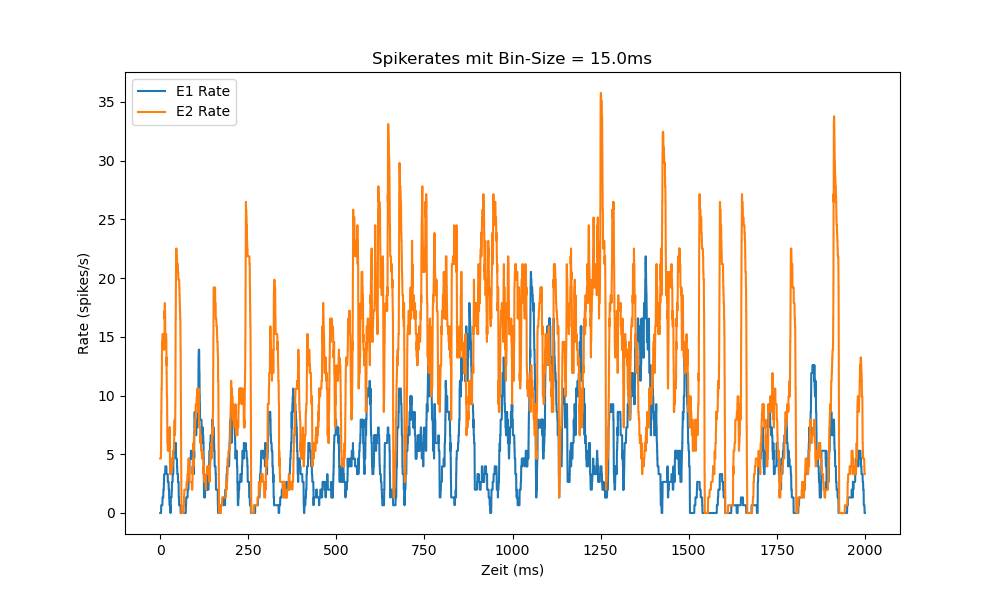 Spikerates mit Bin-Size = 15.0ms
E1 Rate
E2 Rate
35
30
25
20
15
10
5
0
Rate (spikes/s)
0 250 500 750 1000 1250 1500 1750 2000
Zeit (ms)